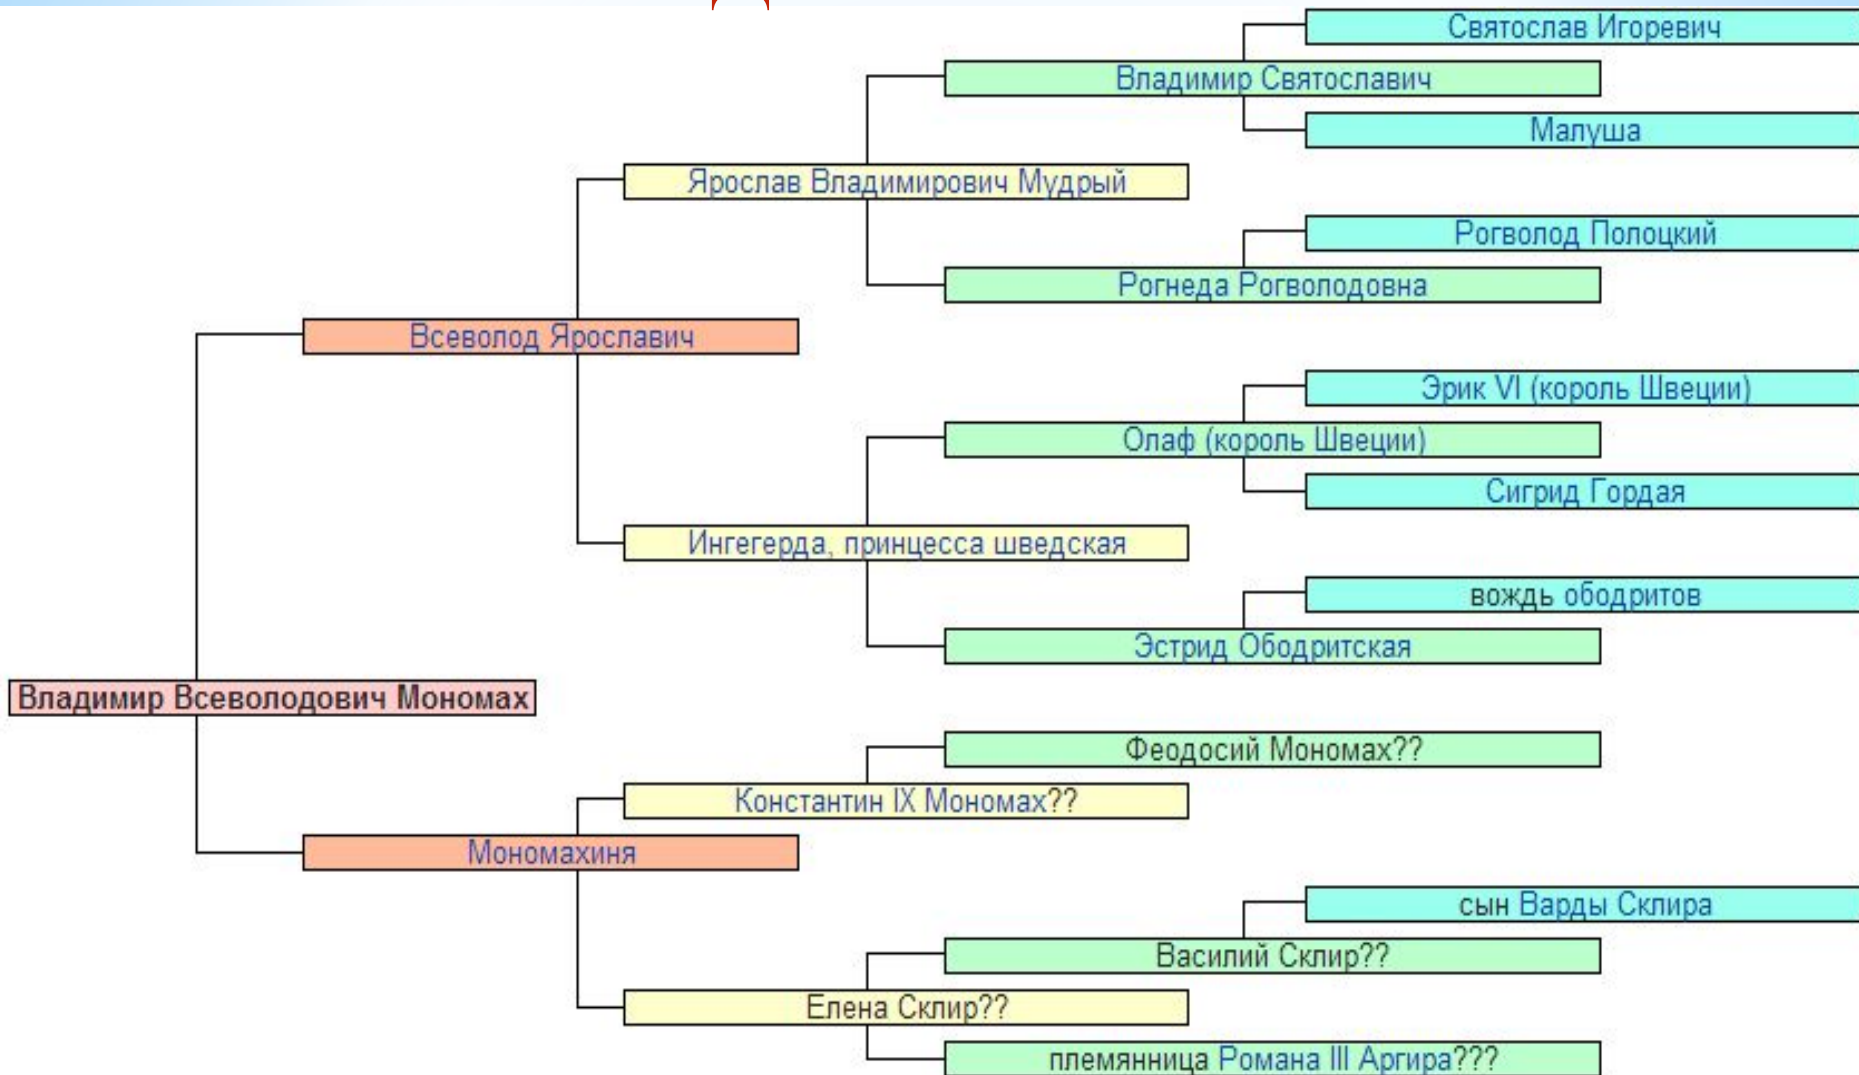 Святослав Игоревич
Владимир Святославич
Малуша
Ярослав Владимирович Мудрый
Рогволод Полоцкий
Рогнеда Рогволодовна
Всеволод Ярославич
Эрик VI (король Швеции)
Олаф (король Швеции)
Сигрид Гордая
Ингегерда, принцесса шведская
вождь ободритов
Эстрид Ободритская
Владимир Всеволодович Мономах
Феодосий Мономах??
Константин IX Мономах??
Мономахиня
сын Варды Склира
Василий Склир??
Елена Склир??
племянница Романа III Аргира???